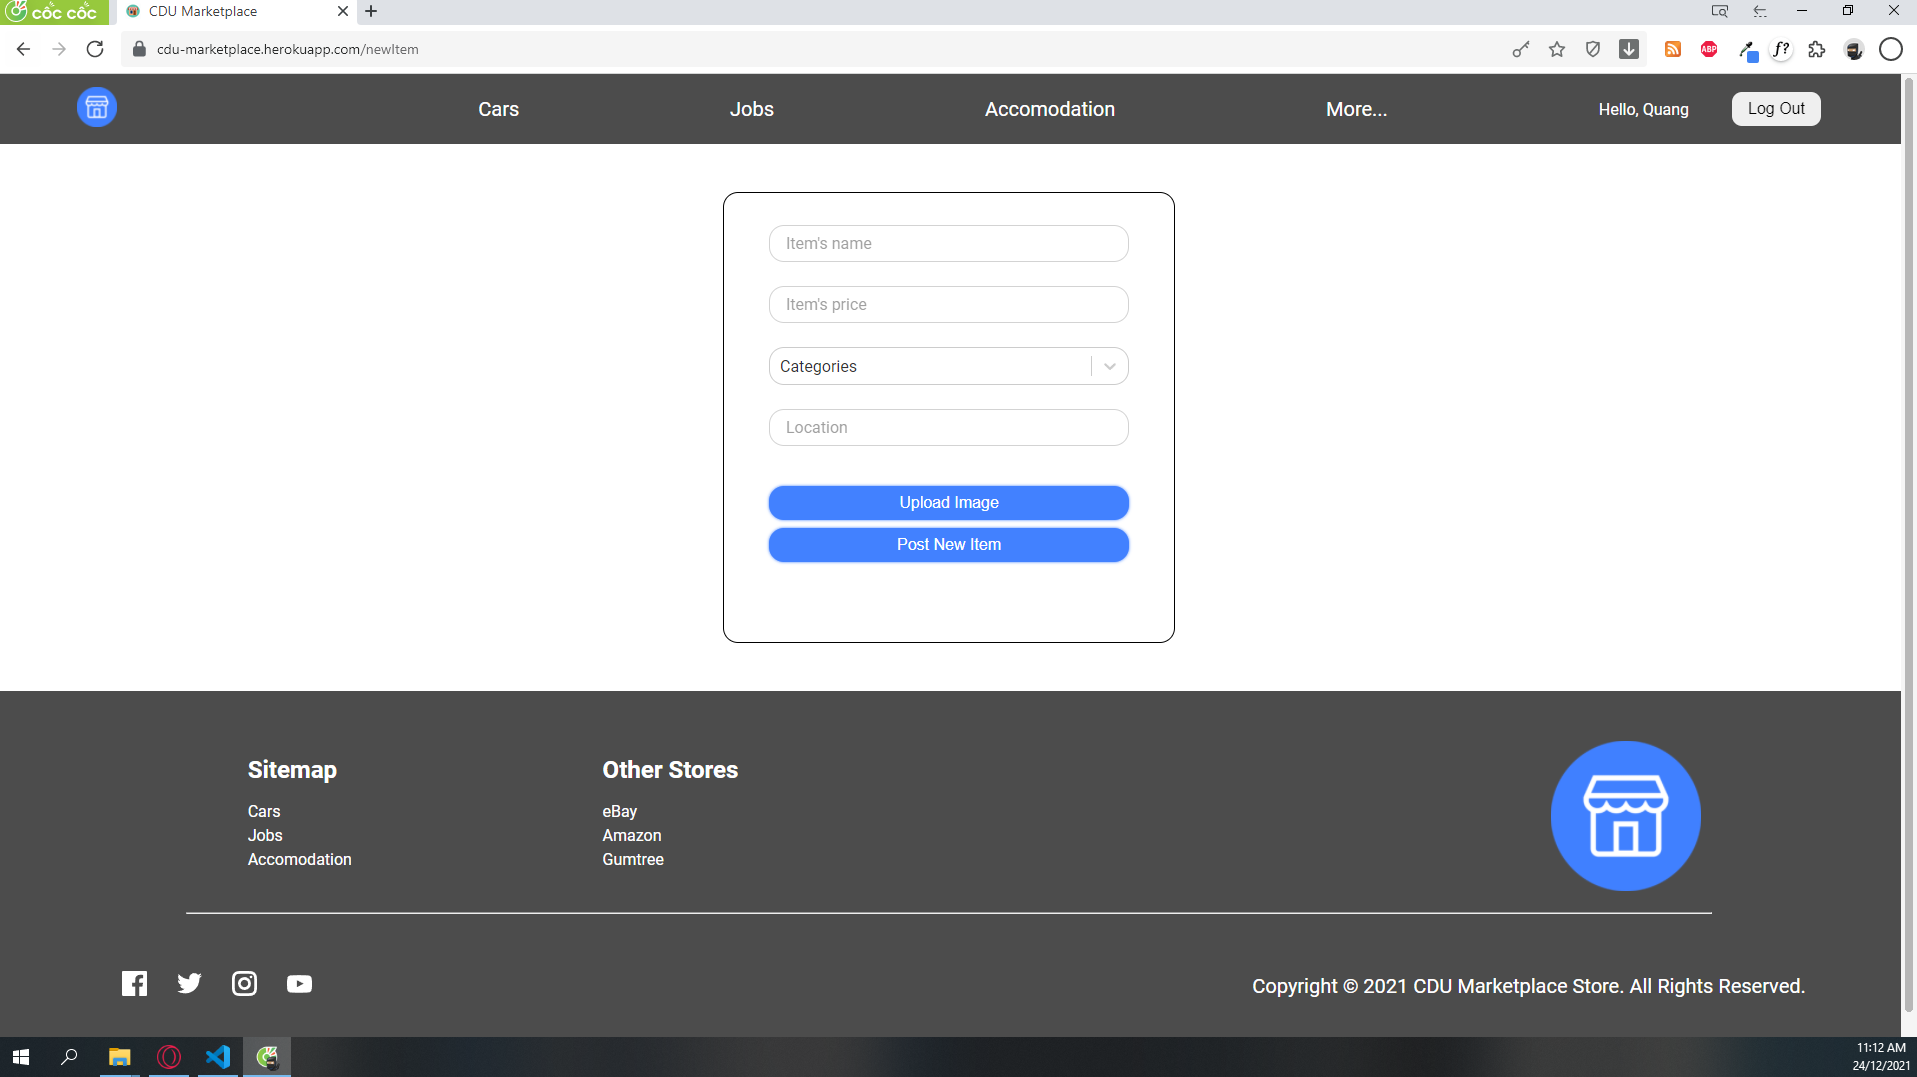 cốc cốc
CDU Marketplace
cdu-marketplace.herokuapp.com/newItem
ABP
f?
Cars
Jobs
Accomodation
More...
Hello, Quang
Log Out
Item's name
Item's price
Categories
Location
Upload Image
Post New Item
Sitemap
Cars
Jobs
Accomodation
Other Stores
eBay
Amazon
Gumtree
Copyright © 2021 CDU Marketplace Store. All Rights Reserved.
11:12 AM
24/12/2021